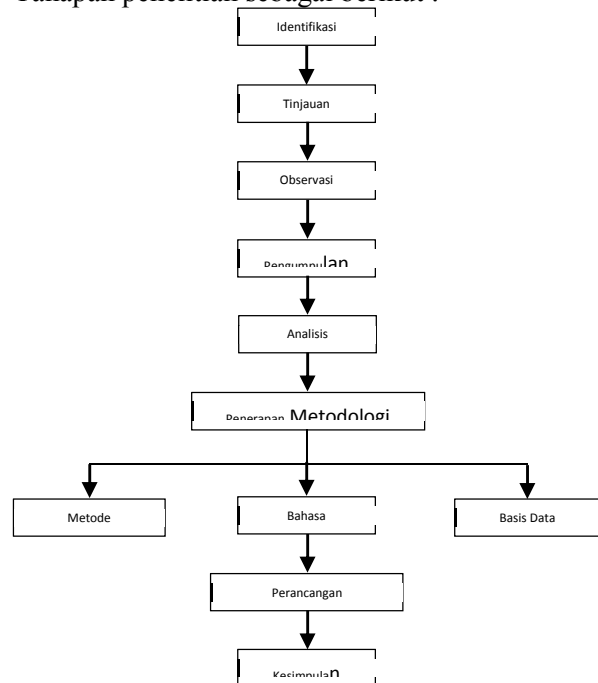 Tahapan penelitian sebagai berikut :
Identifikasi
Tinjauan
Observasi
Pengumpulan
Analisis
Penerapan Metodologi
Metode
Bahasa
Basis Data
Perancangan
Kesimpulan